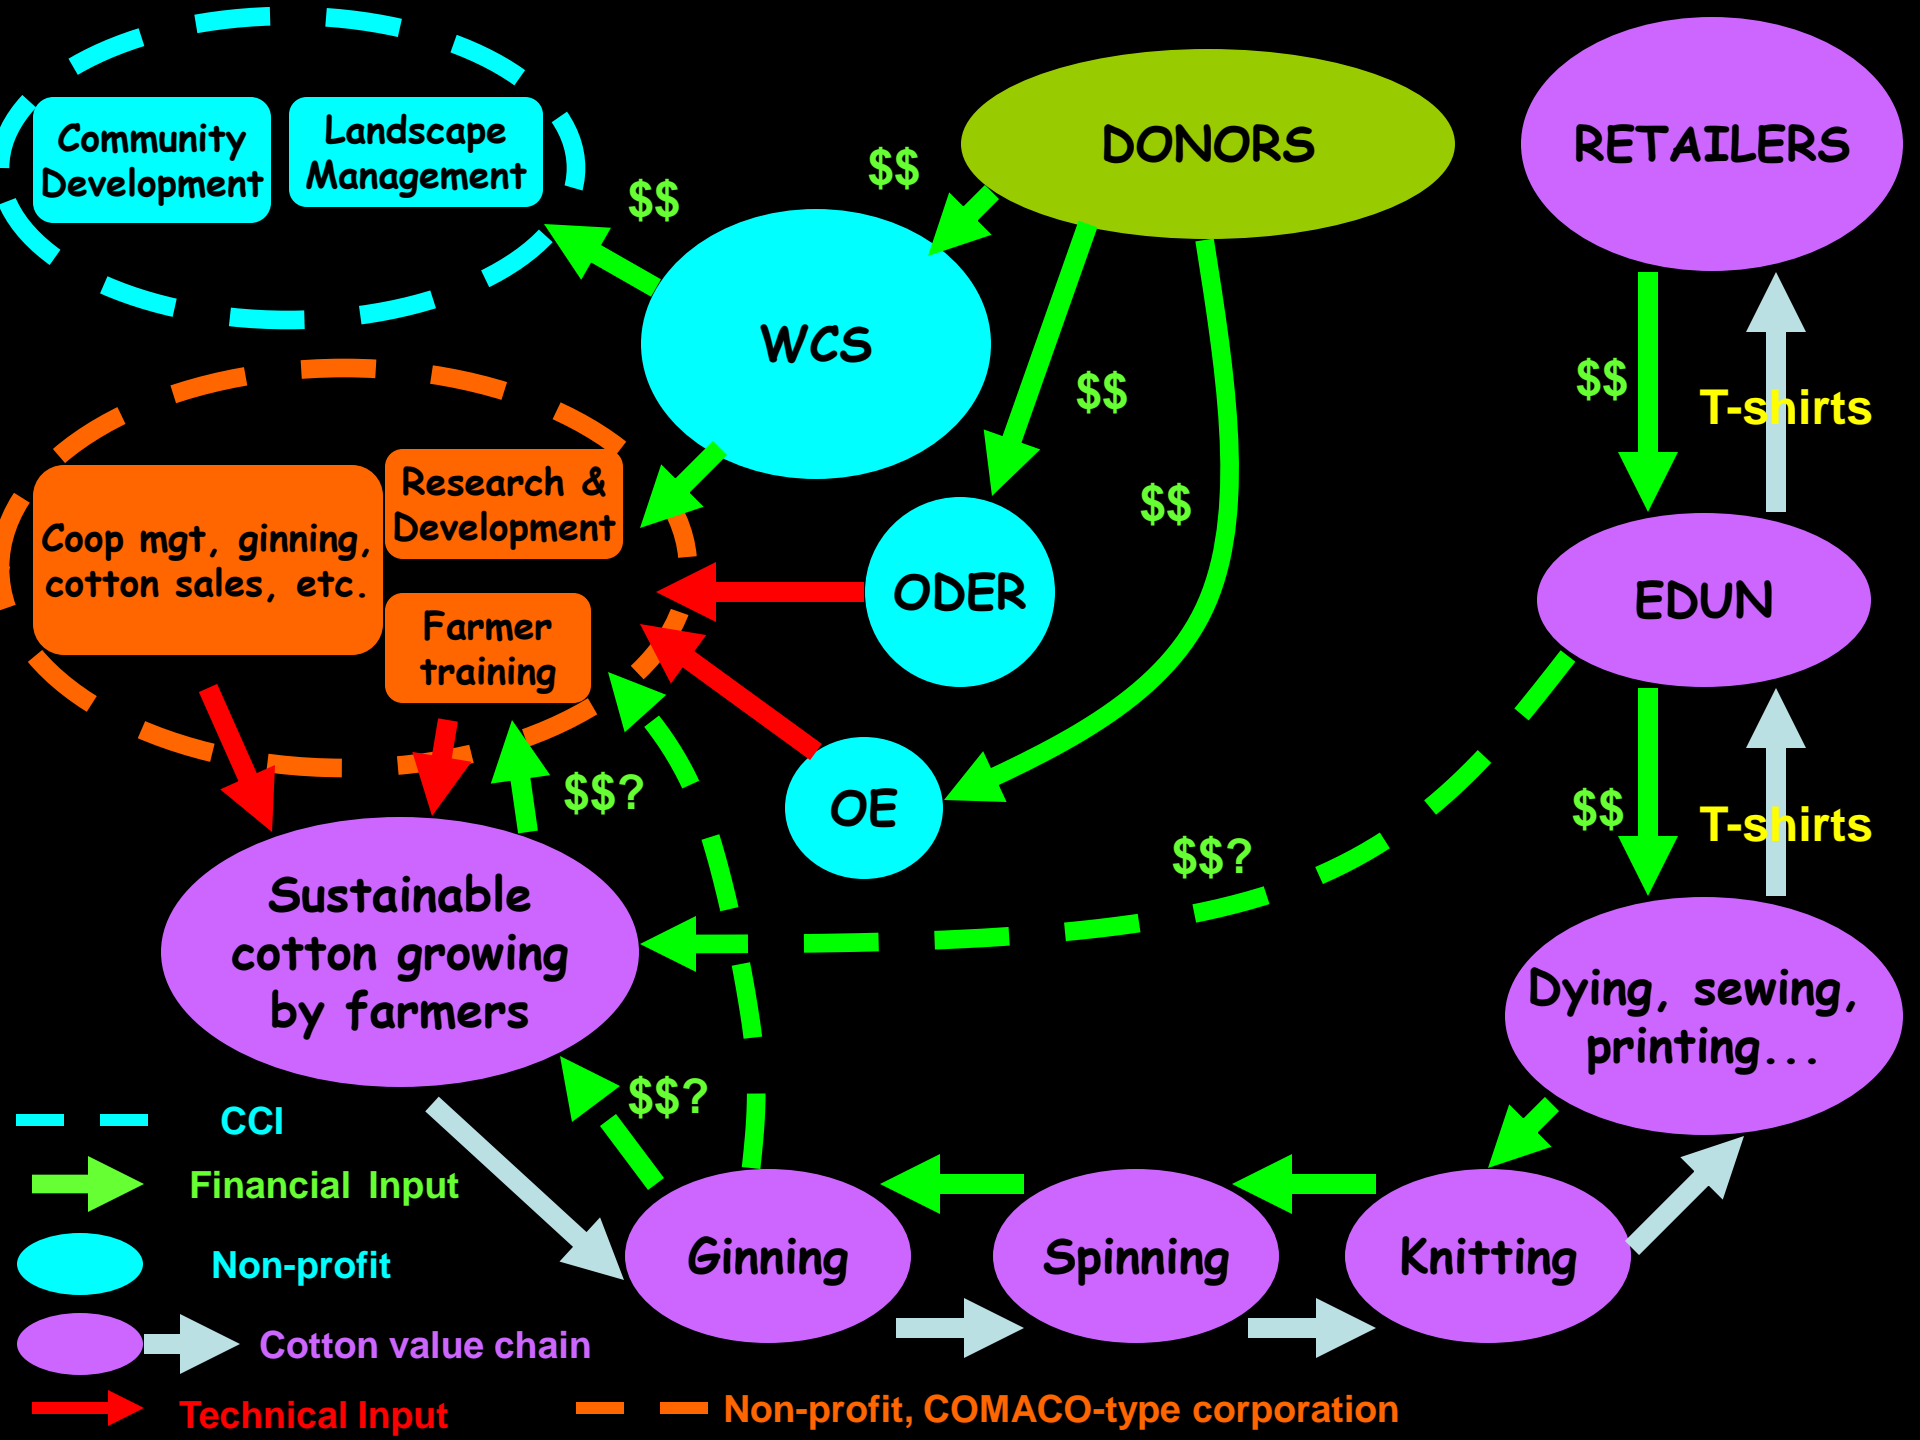 Community
Development
Landscape
Management
$$
$$
DONORS
RETAILERS
WCS
$$
$$
T-shirts
$$
Coop mgt, ginning,
cotton sales, etc.
Research &
Development
Farmer
training
ODER
EDUN
OE
$$?
$$?
$$
T-shirts
Sustainable
cotton growing
by farmers
Dying, sewing,
printing...
$$?
Ginning
Spinning
Knitting
CCI
Financial Input
Non-profit
Cotton value chain
Technical Input
Non-profit, COMACO-type corporation